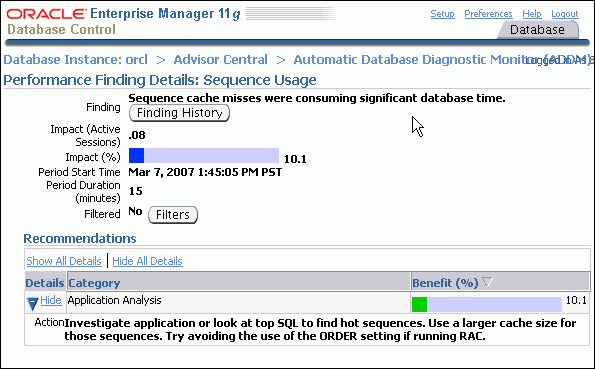 ORACLE Enterprise Manager 11g
Setup Preferences Help Logout
Database Control
Database
Database Instance: orcl > Advisor Central > Automatic Database Diagnostic Monitor (ADDM) >
Logged in As
Performance Finding Details: Sequence Usage
Finding Sequence cache misses were consuming significant database time.
Finding History
Impact (Active Sessions) .08
Impact (%) 10.1
Period Start Time Mar 7, 2007 1:45:05 PM PST
Period Duration (minutes) 15
Filtered No Filters
Recommendations
Show All Details | Hide All Details
Details Category Benefit (%)
Hide Application Analysis 10.1
Action Investigate application or look at top SQL to find hot sequences. Use a larger cache size for
those sequences. Try avoiding the use of the ORDER setting if running RAC.